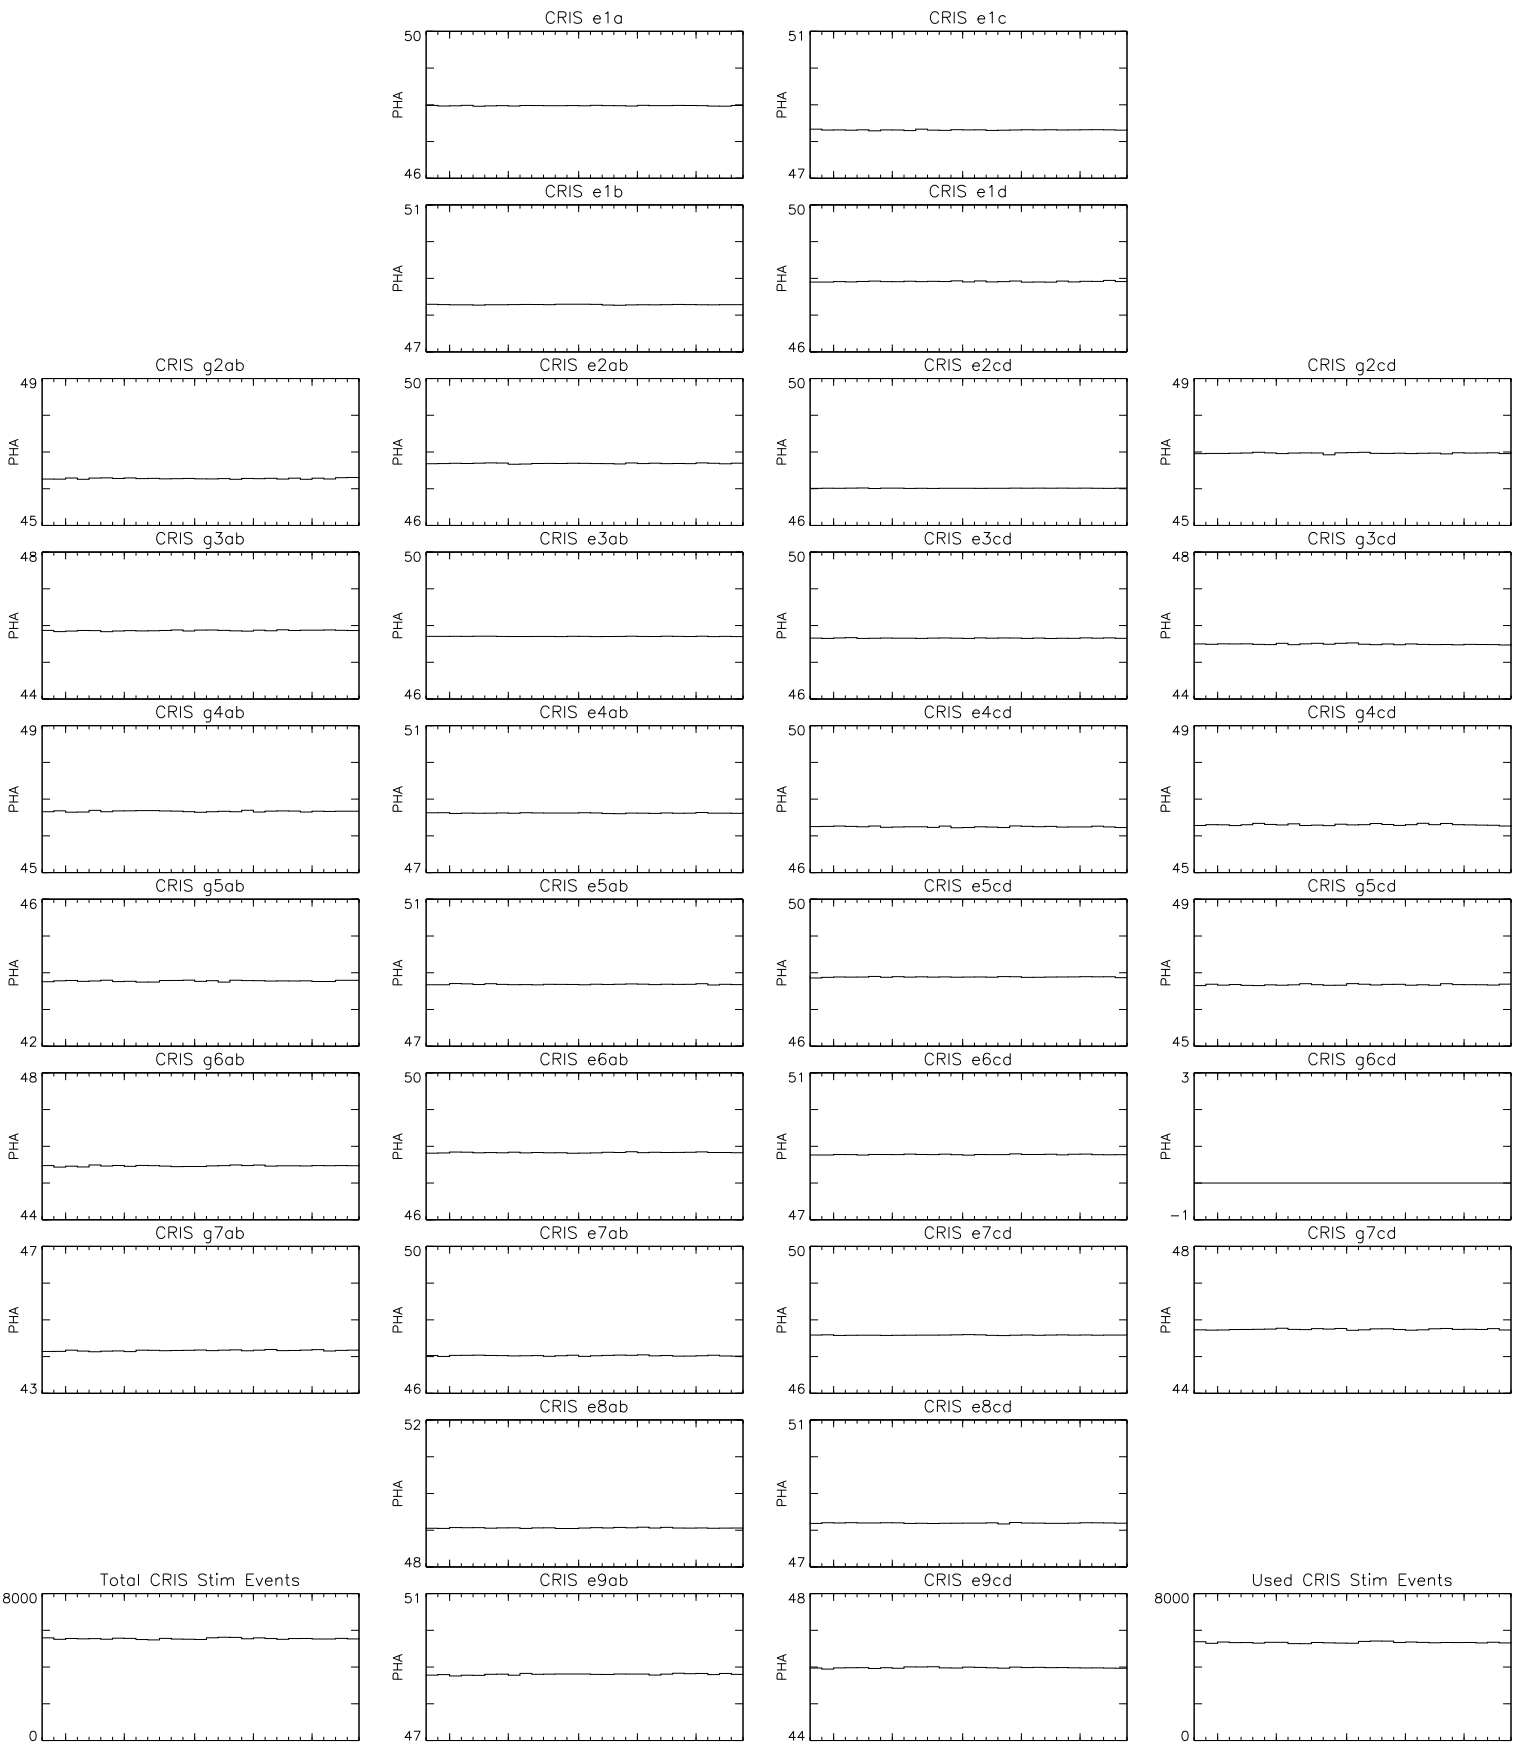 CRIS e1a
CRIS e1c
50
PHA
46
51
PHA
47
CRIS e1b
CRIS e1d
51
PHA
47
50
PHA
46
CRIS g2ab
CRIS e2ab
CRIS e2cd
CRIS g2cd
49
PHA
45
50
PHA
46
50
PHA
46
49
PHA
45
CRIS g3ab
CRIS e3ab
CRIS e3cd
CRIS g3cd
48
PHA
44
50
PHA
46
50
PHA
46
48
PHA
44
CRIS g4ab
CRIS e4ab
CRIS e4cd
CRIS g4cd
49
PHA
45
51
PHA
47
50
PHA
46
49
PHA
45
CRIS g5ab
CRIS e5ab
CRIS e5cd
CRIS g5cd
46
PHA
42
51
PHA
47
50
PHA
46
49
PHA
45
CRIS g6ab
CRIS e6ab
CRIS e6cd
CRIS g6cd
48
PHA
44
50
PHA
46
51
PHA
47
3
PHA
-1
CRIS g7ab
CRIS e7ab
CRIS e7cd
CRIS g7cd
47
PHA
43
50
PHA
46
50
PHA
46
48
PHA
44
CRIS e8ab
CRIS e8cd
52
PHA
48
51
PHA
47
Total CRIS Stim Events
CRIS e9ab
CRIS e9cd
Used CRIS Stim Events
8000
0
51
PHA
47
48
PHA
44
8000
0